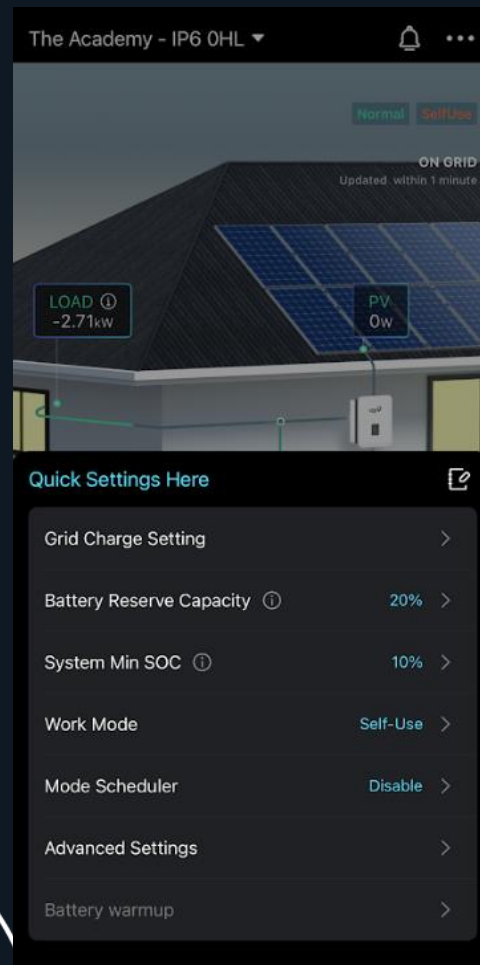 The Academy - IP6 0HL
Normal SelfUse
ON GRID
Updated within 1 minute
LOAD
-2.71kW
PV
0W
Quick Settings Here
Grid Charge Setting
Battery Reserve Capacity 20%
System Min SOC 10%
Work Mode Self-Use
Mode Scheduler Disable
Advanced Settings
Battery warmup